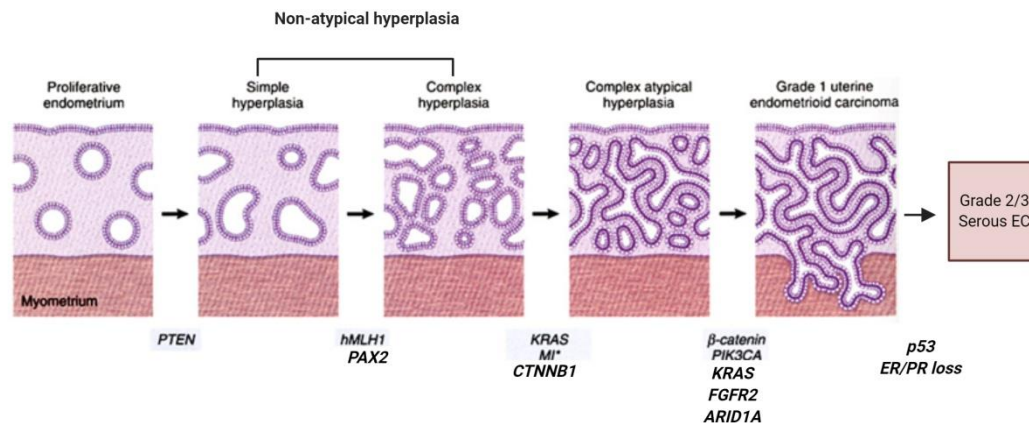 Non-atypical hyperplasia
Proliferative
endometrium
Simple
hyperplasia
Complex
hyperplasia
Complex atypical
hyperplasia
Grade 1 uterine
endometrioid carcinoma
Grade 2/3
Serous EC
Myometrium
PTEN
hMLH1
PAX2
KRAS
MI*
CTNNB1
β-catenin
PIK3CA
KRAS
FGFR2
ARID1A
p53
ER/PR loss